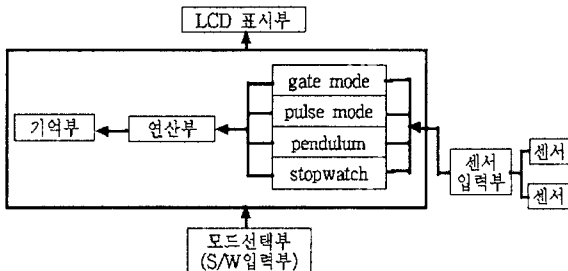 LCD 표시부
gate mode
pulse mode
pendulum
stopwatch
기억부
연산부
센서
입력부
센서
센서
모드선택부
(S/W입력부)